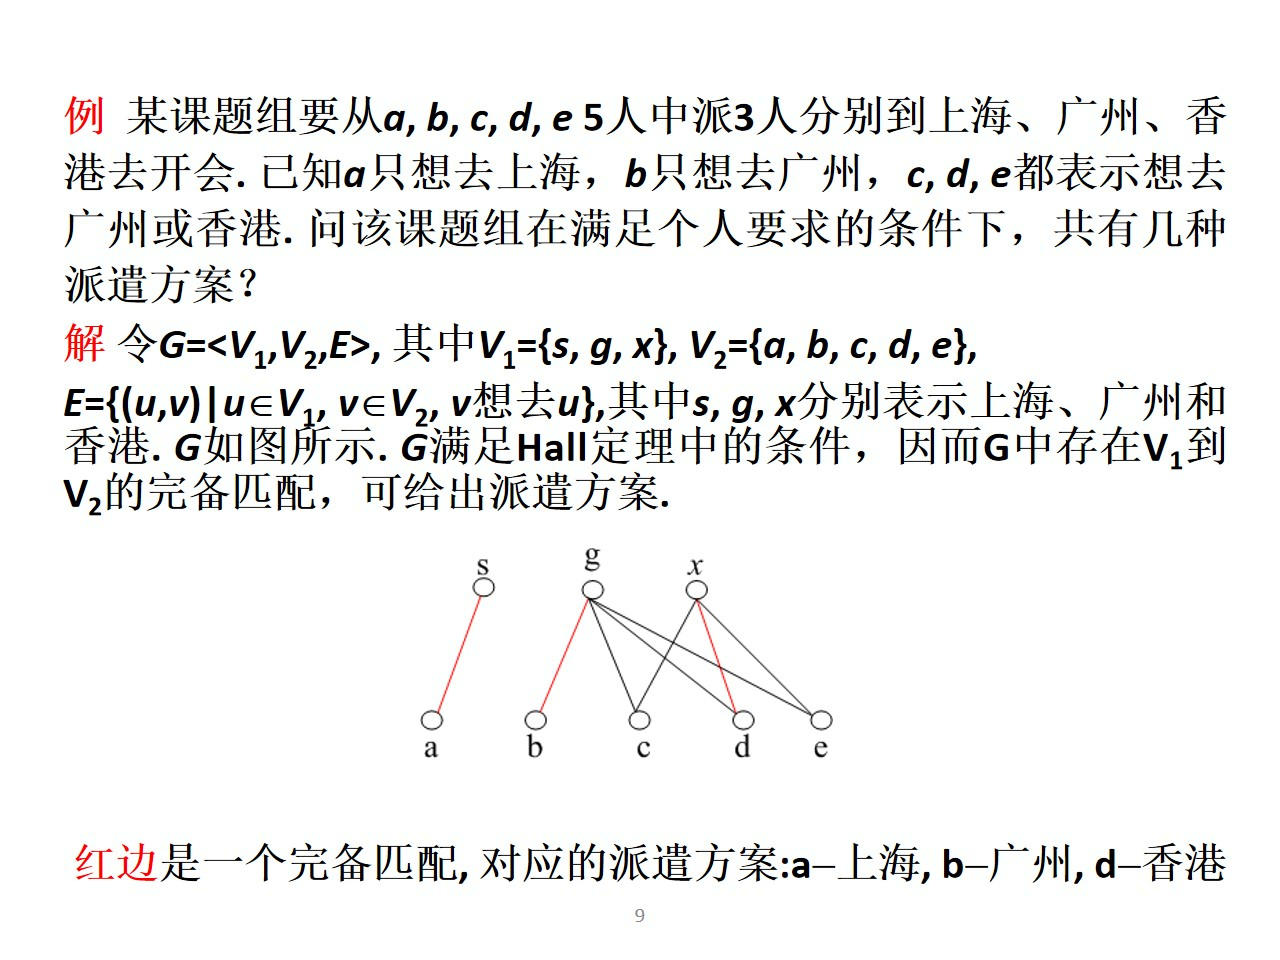 例 某课题组要从a, b, c, d, e 5人中派3人分别到上海、广州、香
港去开会. 已知a只想去上海，b只想去广州，c, d, e都表示想去
广州或香港. 问该课题组在满足个人要求的条件下，共有几种
派遣方案？
解 令G=<V₁,V₂,E>, 其中V₁={s, g, x}, V₂={a, b, c, d, e},
E={(u,v)|u∈V₁, v∈V₂, v想去u},其中s, g, x分别表示上海、广州和
香港. G如图所示. G满足Hall定理中的条件，因而G中存在V₁到
V₂的完备匹配，可给出派遣方案.
s g x
a b c d e
红边是一个完备匹配, 对应的派遣方案:a–上海, b–广州, d–香港
9